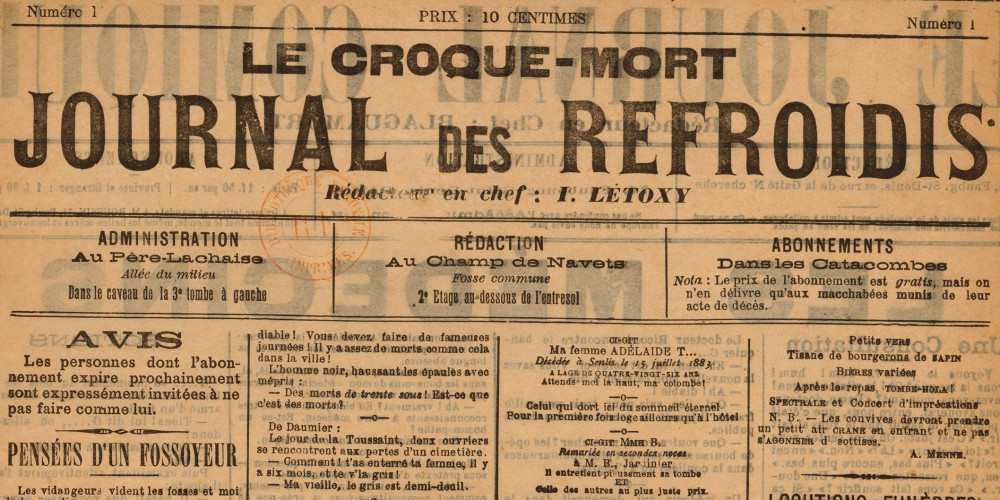 Numéro 1
PRIX : 10 CENTIMES
Numéro 1
LE CROQUE-MORT
JOURNAL DES REFROIDIS
Rédacteur en chef : T. LÉTOXY
ADMINISTRATION
Au Père-Lachaise
Allée du milieu
Dans le caveau de la 3e tombe à gauche
RÉDACTION
Au Champ de Navets
Fosse commune
2e Etage au-dessous de l'entresol
ABONNEMENTS
Dans les Catacombes
Nota : Le prix de l'abonnement est gratis, mais on
n'en délivre qu'aux macchabées munis de leur
acte de décès.
AVIS
Les personnes dont l'abon-
nement expire prochainement
sont expressément invitées à ne
pas faire comme lui.
PENSÉES D'UN FOSSOYEUR
Les vidangeurs vident les fosses et moi
diable! Vous devez faire de fameuses
journées! Il y a assez de morts comme cela
dans la ville!
L'homme noir, haussant les épaules avec
mépris :
— Des morts de trente sous! Est-ce que
c'est des morts?
De Daumier :
Le jour de la Toussaint, deux ouvriers
se rencontrent aux portes d'un cimetière.
— Comment! t'as enterré ta femme, il y
a six mois, et te v'là gris!
— Ma vieille, le gris est demi-deuil.
CI-GIT
Ma femme ADÉLAIDE T...
Décédée à Senlis, le 15 juillet 1883
A L'AGE DE QUATRE-VINGT-SIX ANS
Attends moi là haut, ma colombe!
Celui qui dort ici du sommeil éternel
Pour la première fois loge ailleurs qu'à l'hôtel
CI-GIT MME B.
Remariée en secondes noces
à M. R., Jardinier
Il entretient pieusement sa tombe
ET
Celle des autres au plus juste prix.
Petits VERS
Tisane de bourgerons de SAPIN
BIÈRES variées
Après le repas, TOMBE-HOLA!
SPECTRALE et Concert d'imprécations
N. B. — Les convives devront prendre
un petit air CRANE en entrant et ne pas
S'AGONISER d sottises.
A. MENNE.
LOCUTIONS FUNÈBRES